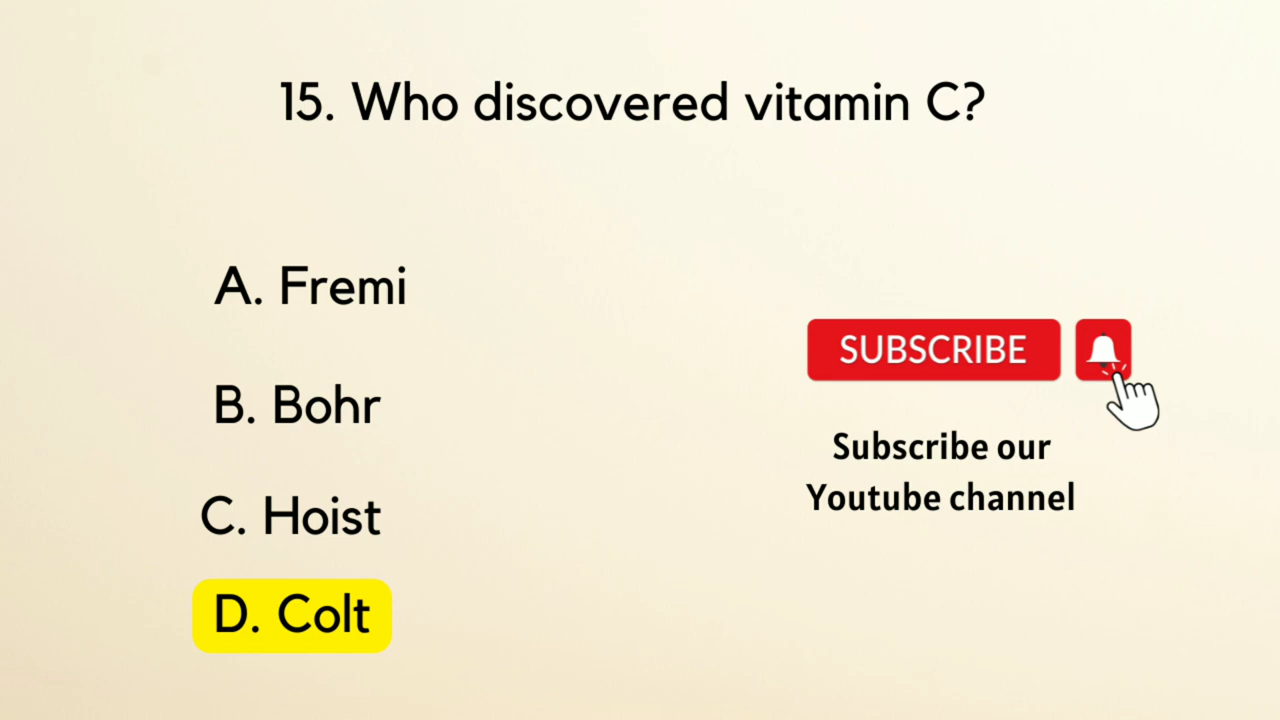 15. Who discovered vitamin C?
A. Fremi
B. Bohr
C. Hoist
D. Colt
SUBSCRIBE
Subscribe our
Youtube channel